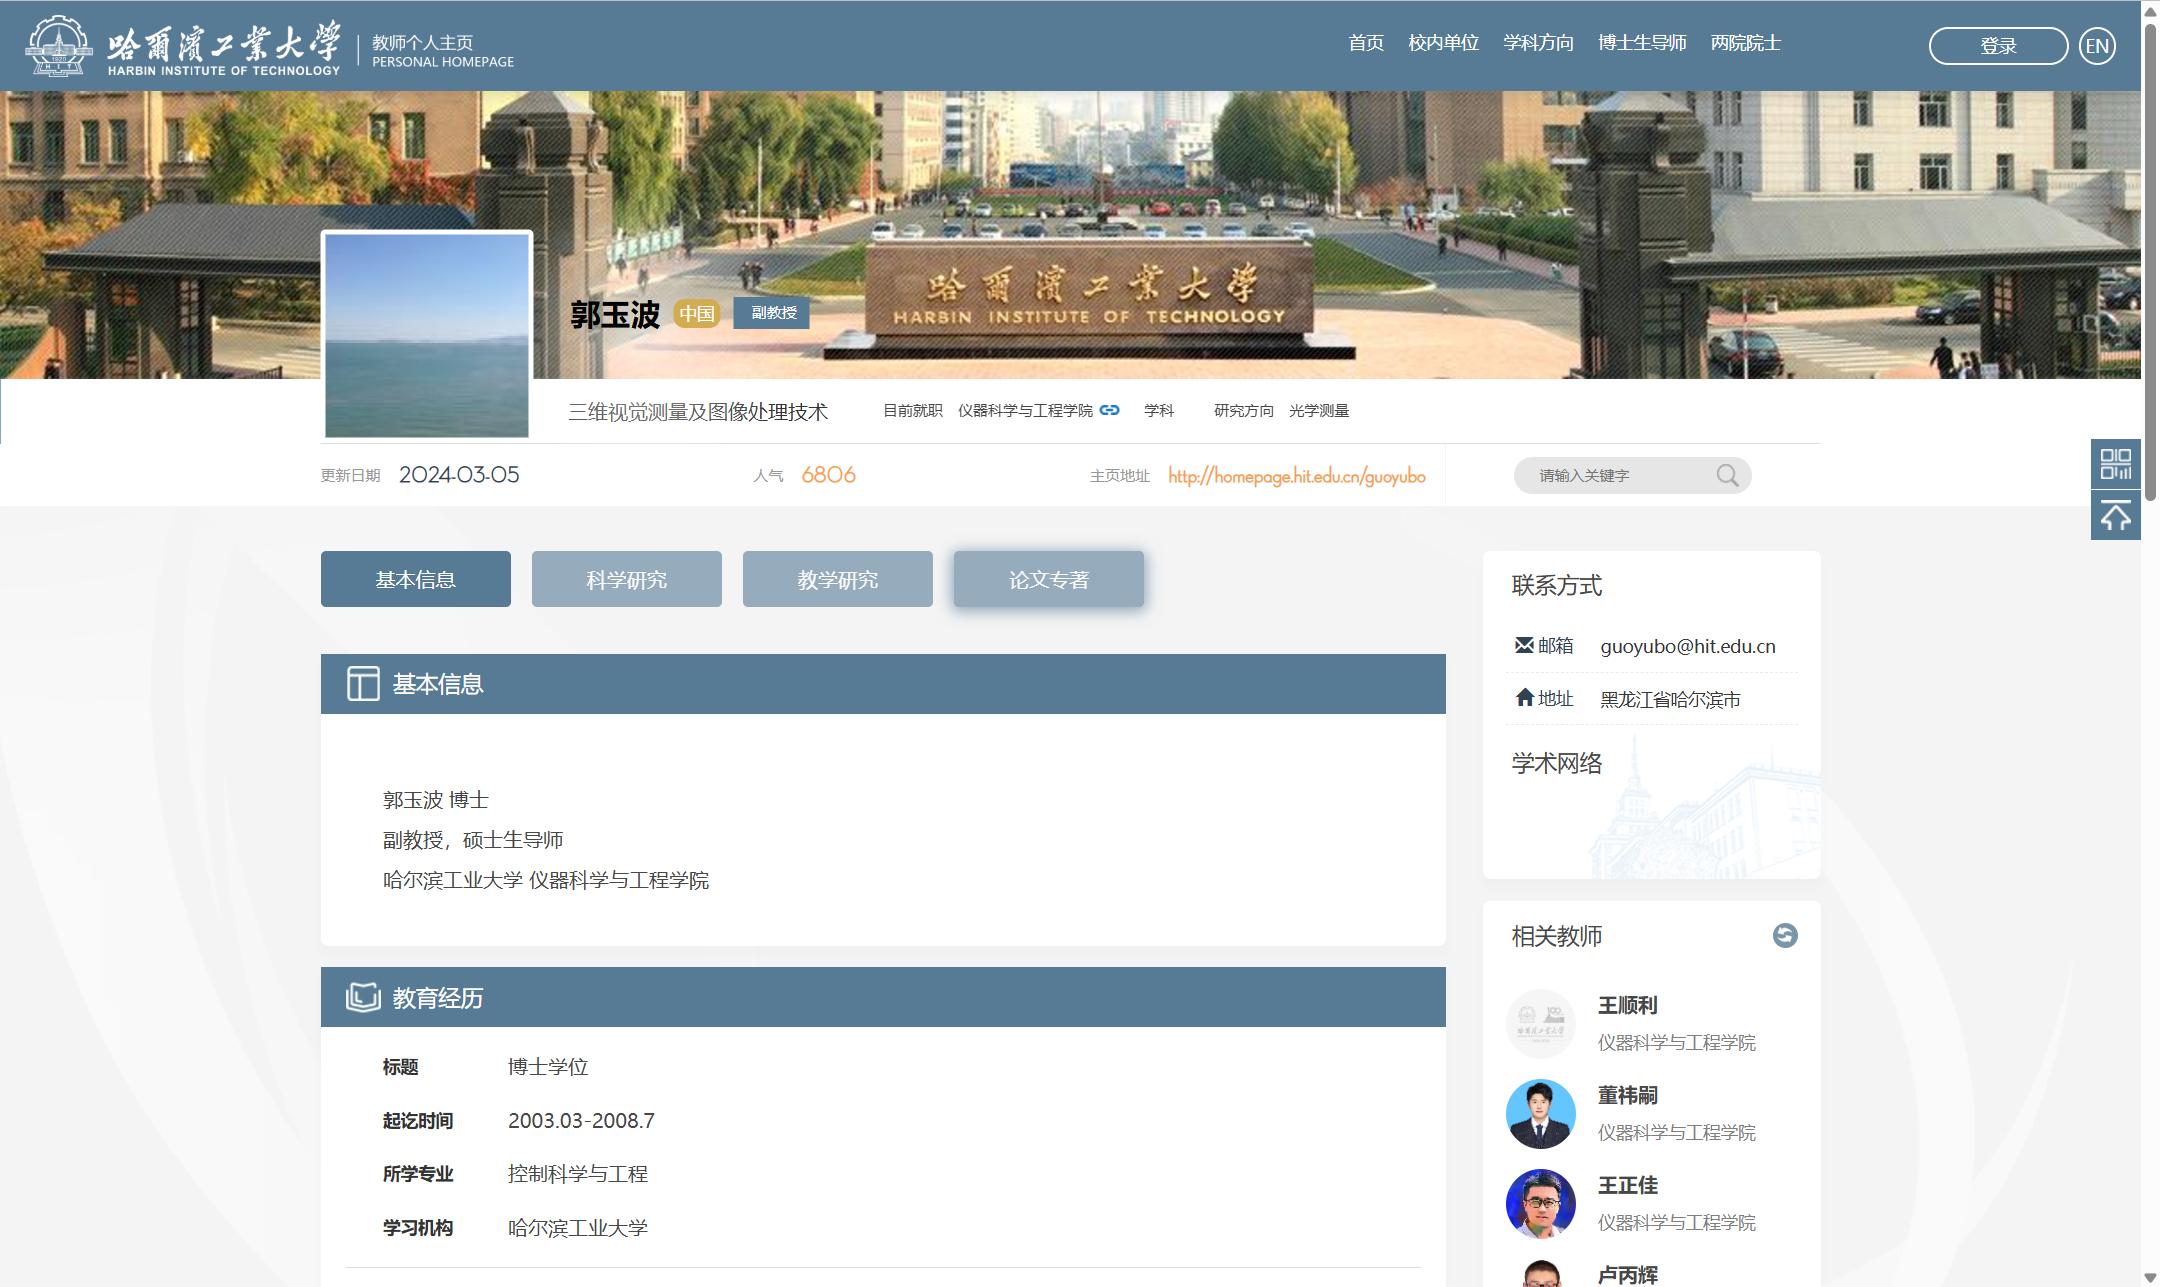 哈尔滨工业大学
HARBIN INSTITUTE OF TECHNOLOGY
教师个人主页
PERSONAL HOMEPAGE
首页 校内单位 学科方向 博士生导师 两院院士
登录
EN
哈爾濱工業大學
HARBIN INSTITUTE OF TECHNOLOGY
郭玉波 中国 副教授
三维视觉测量及图像处理技术 目前就职 仪器科学与工程学院 学科 研究方向 光学测量
更新日期 2024-03-05 人气 6806 主页地址 http://homepage.hit.edu.cn/guoyubo
请输入关键字
基本信息 科学研究 教学研究 论文专著
基本信息
郭玉波 博士
副教授，硕士生导师
哈尔滨工业大学 仪器科学与工程学院
教育经历
标题 博士学位
起讫时间 2003.03-2008.7
所学专业 控制科学与工程
学习机构 哈尔滨工业大学
联系方式
邮箱 guoyubo@hit.edu.cn
地址 黑龙江省哈尔滨市
学术网络
相关教师
王顺利
仪器科学与工程学院
董祎嗣
仪器科学与工程学院
王正佳
仪器科学与工程学院
卢丙辉